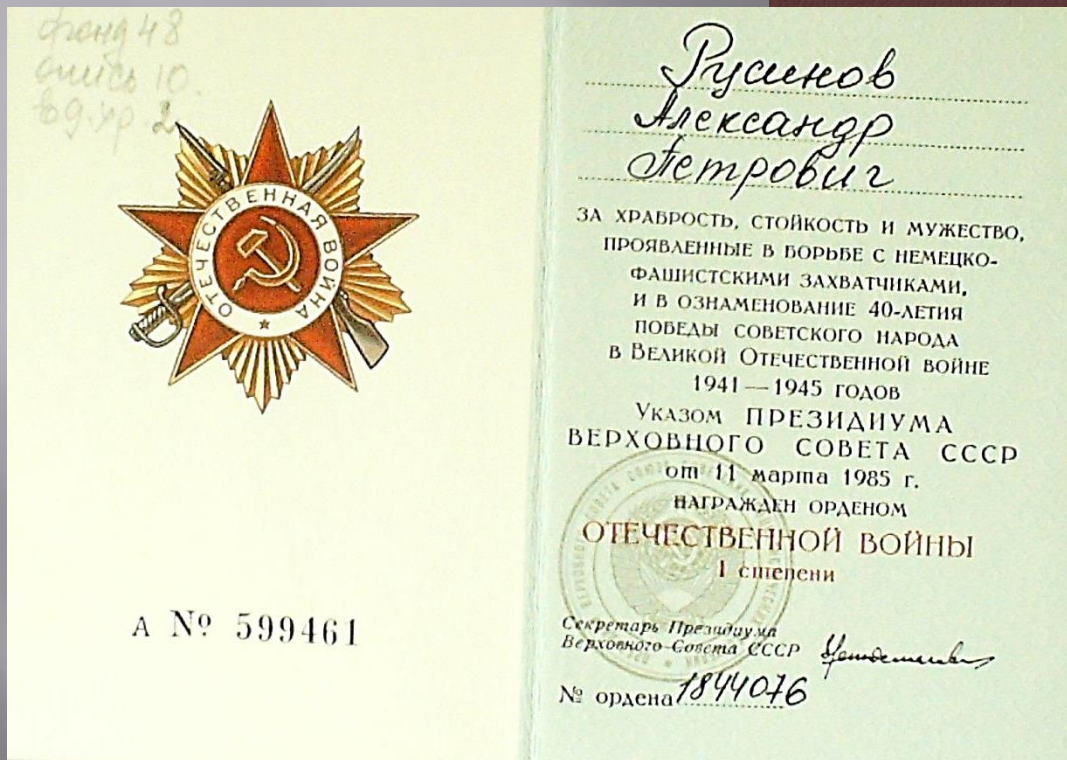 фонд 48
опись 10.
ед.хр. 2
ОТЕЧЕСТВЕННАЯ ВОЙНА
А № 599461
Русинов
Александр
Петрович
ЗА ХРАБРОСТЬ, СТОЙКОСТЬ И МУЖЕСТВО,
ПРОЯВЛЕННЫЕ В БОРЬБЕ С НЕМЕЦКО-
ФАШИСТСКИМИ ЗАХВАТЧИКАМИ,
И В ОЗНАМЕНОВАНИЕ 40-ЛЕТИЯ
ПОБЕДЫ СОВЕТСКОГО НАРОДА
В ВЕЛИКОЙ ОТЕЧЕСТВЕННОЙ ВОЙНЕ
1941—1945 ГОДОВ
УКАЗОМ ПРЕЗИДИУМА
ВЕРХОВНОГО СОВЕТА СССР
от 11 марта 1985 г.
НАГРАЖДЕН ОРДЕНОМ
ОТЕЧЕСТВЕННОЙ ВОЙНЫ
I степени
Секретарь Президиума
Верховного Совета СССР
№ ордена 1844076